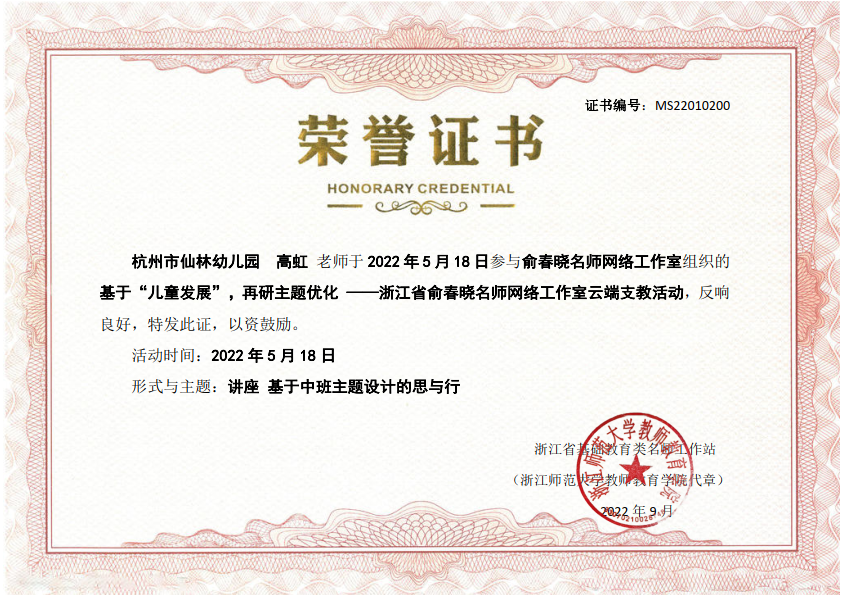 证书编号：MS22010200
荣誉证书
HONORARY CREDENTIAL
杭州市仙林幼儿园 高虹 老师于 2022 年 5 月 18 日参与俞春晓名师网络工作室组织的
基于“儿童发展”，再研主题优化 ——浙江省俞春晓名师网络工作室云端支教活动，反响
良好，特发此证，以资鼓励。
活动时间：2022 年 5 月 18 日
形式与主题：讲座 基于中班主题设计的思与行
浙江省基础教育类名师工作站
（浙江师范大学教师教育学院代章）
2022 年 9 月
浙江师范大学教师教育学院